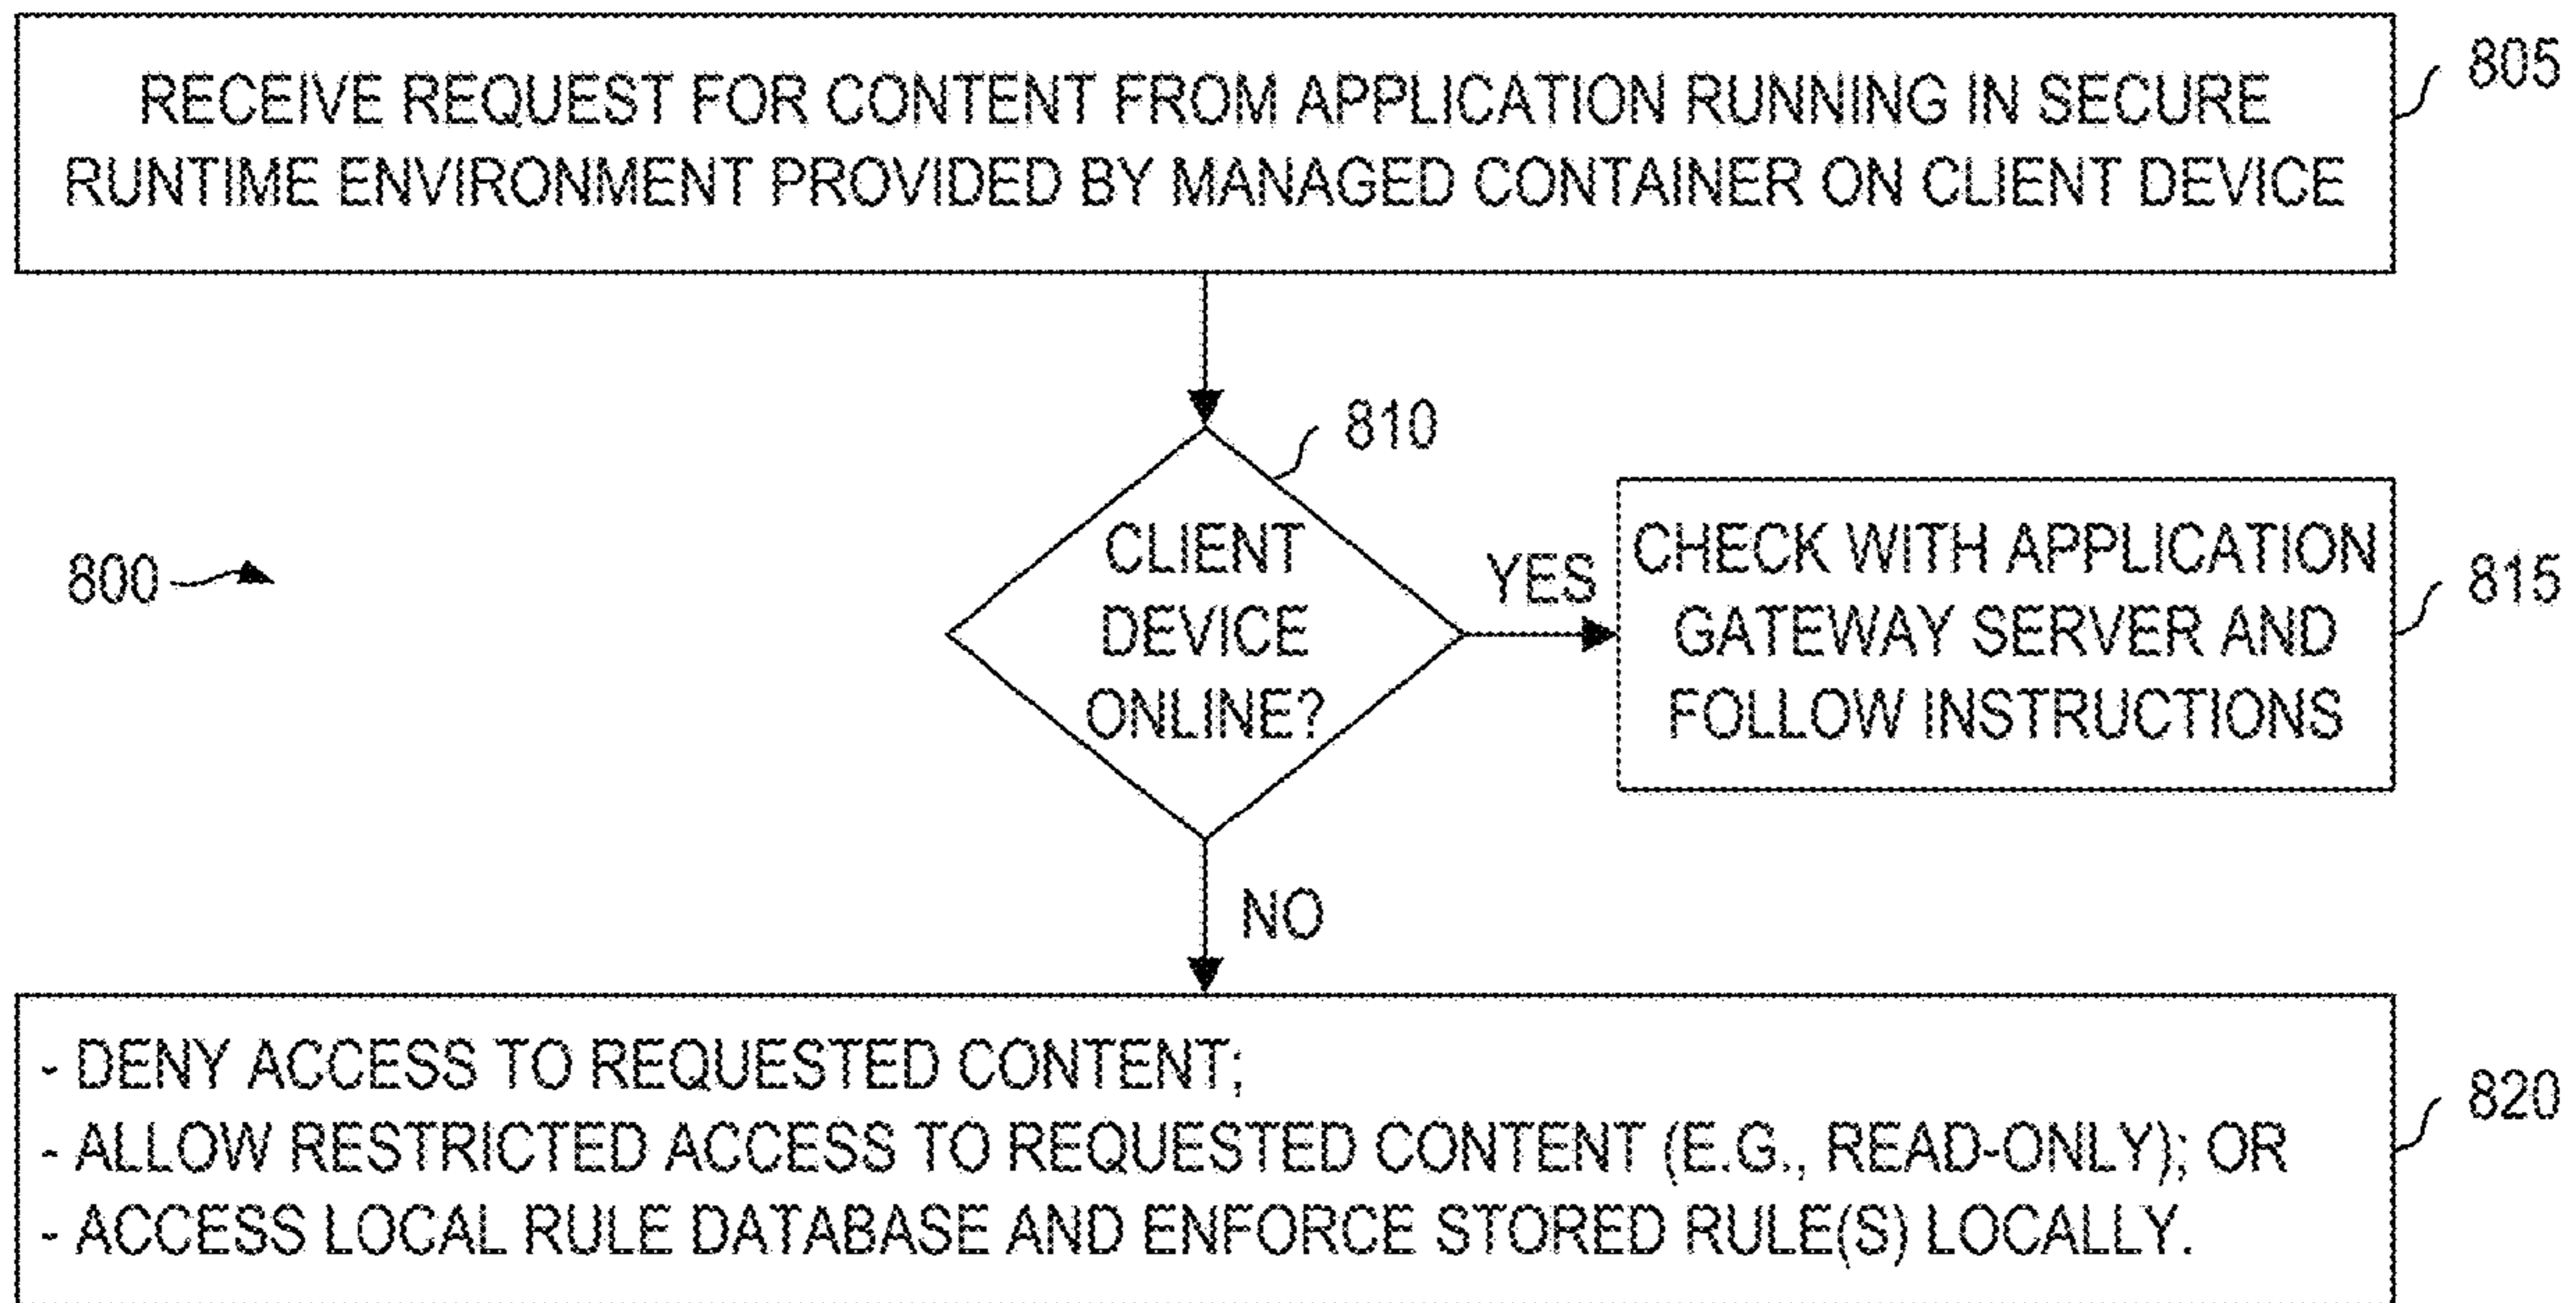 RECEIVE REQUEST FOR CONTENT FROM APPLICATION RUNNING IN SECURE
RUNTIME ENVIRONMENT PROVIDED BY MANAGED CONTAINER ON CLIENT DEVICE
805
810
CLIENT
DEVICE
ONLINE?
YES
CHECK WITH APPLICATION
GATEWAY SERVER AND
FOLLOW INSTRUCTIONS
815
800
NO
- DENY ACCESS TO REQUESTED CONTENT;
- ALLOW RESTRICTED ACCESS TO REQUESTED CONTENT (E.G., READ-ONLY); OR
- ACCESS LOCAL RULE DATABASE AND ENFORCE STORED RULE(S) LOCALLY.
820